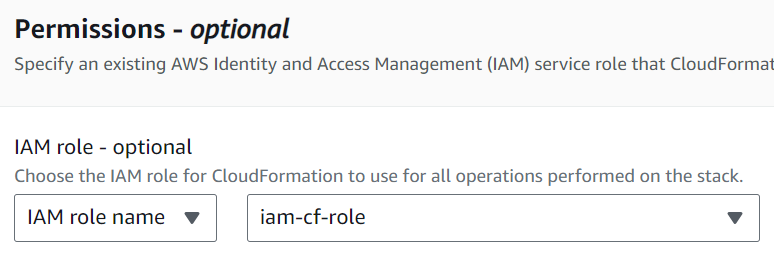 Permissions - optional
Specify an existing AWS Identity and Access Management (IAM) service role that CloudFormat
IAM role - optional
Choose the IAM role for CloudFormation to use for all operations performed on the stack.
IAM role name iam-cf-role